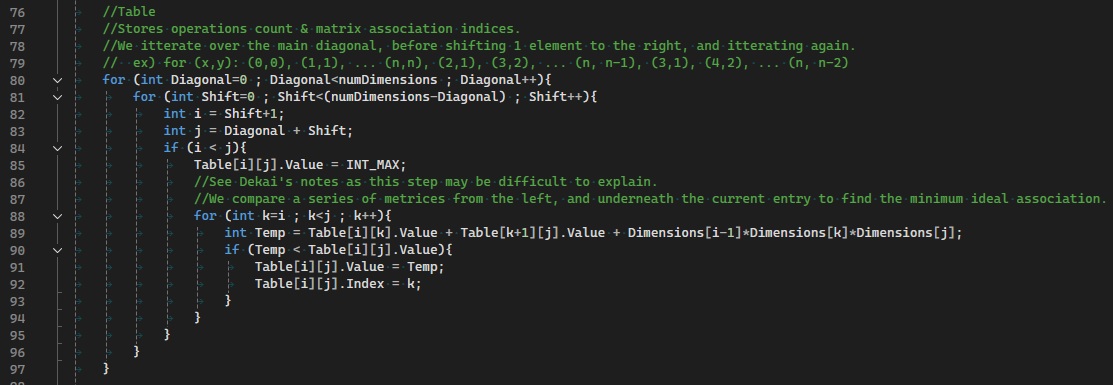 76 //Table
77 //Stores operations count & matrix association indices.
78 //We itterate over the main diagonal, before shifting 1 element to the right, and itterating again.
79 // ex) for (x,y): (0,0), (1,1), ... (n,n), (2,1), (3,2), ... (n, n-1), (3,1), (4,2), ... (n, n-2)
80 for (int Diagonal=0 ; Diagonal<numDimensions ; Diagonal++){
81 for (int Shift=0 ; Shift<(numDimensions-Diagonal) ; Shift++){
82 int i = Shift+1;
83 int j = Diagonal + Shift;
84 if (i < j){
85 Table[i][j].Value = INT_MAX;
86 //See Dekai's notes as this step may be difficult to explain.
87 //We compare a series of metrices from the left, and underneath the current entry to find the minimum ideal association.
88 for (int k=i ; k<j ; k++){
89 int Temp = Table[i][k].Value + Table[k+1][j].Value + Dimensions[i-1]*Dimensions[k]*Dimensions[j];
90 if (Temp < Table[i][j].Value){
91 Table[i][j].Value = Temp;
92 Table[i][j].Index = k;
93 }
94 }
95 }
96 }
97 }